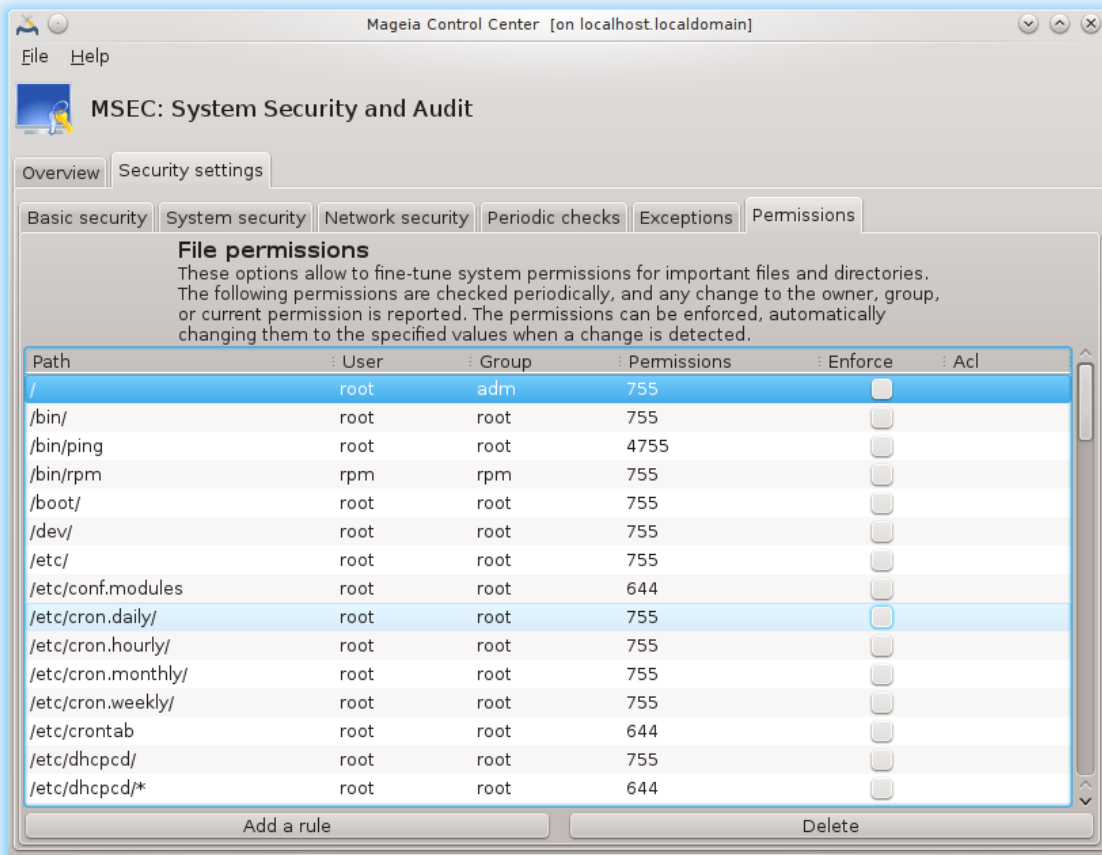 Mageia Control Center [on localhost.localdomain]
File Help
MSEC: System Security and Audit
Overview Security settings
Basic security System security Network security Periodic checks Exceptions Permissions
File permissions
These options allow to fine-tune system permissions for important files and directories.
The following permissions are checked periodically, and any change to the owner, group,
or current permission is reported. The permissions can be enforced, automatically
changing them to the specified values when a change is detected.
Path User Group Permissions Enforce Acl
/ root adm 755
/bin/ root root 755
/bin/ping root root 4755
/bin/rpm rpm rpm 755
/boot/ root root 755
/dev/ root root 755
/etc/ root root 755
/etc/conf.modules root root 644
/etc/cron.daily/ root root 755
/etc/cron.hourly/ root root 755
/etc/cron.monthly/ root root 755
/etc/cron.weekly/ root root 755
/etc/crontab root root 644
/etc/dhcpcd/ root root 755
/etc/dhcpcd/* root root 644
Add a rule Delete